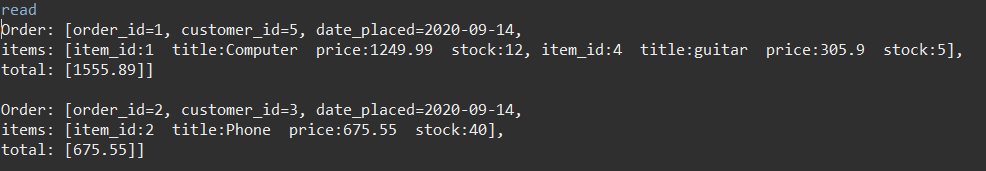 read
Order: [order_id=1, customer_id=5, date_placed=2020-09-14,
items: [item_id:1  title:Computer  price:1249.99  stock:12, item_id:4  title:guitar  price:305.9  stock:5],
total: [1555.89]]
Order: [order_id=2, customer_id=3, date_placed=2020-09-14,
items: [item_id:2  title:Phone  price:675.55  stock:40],
total: [675.55]]